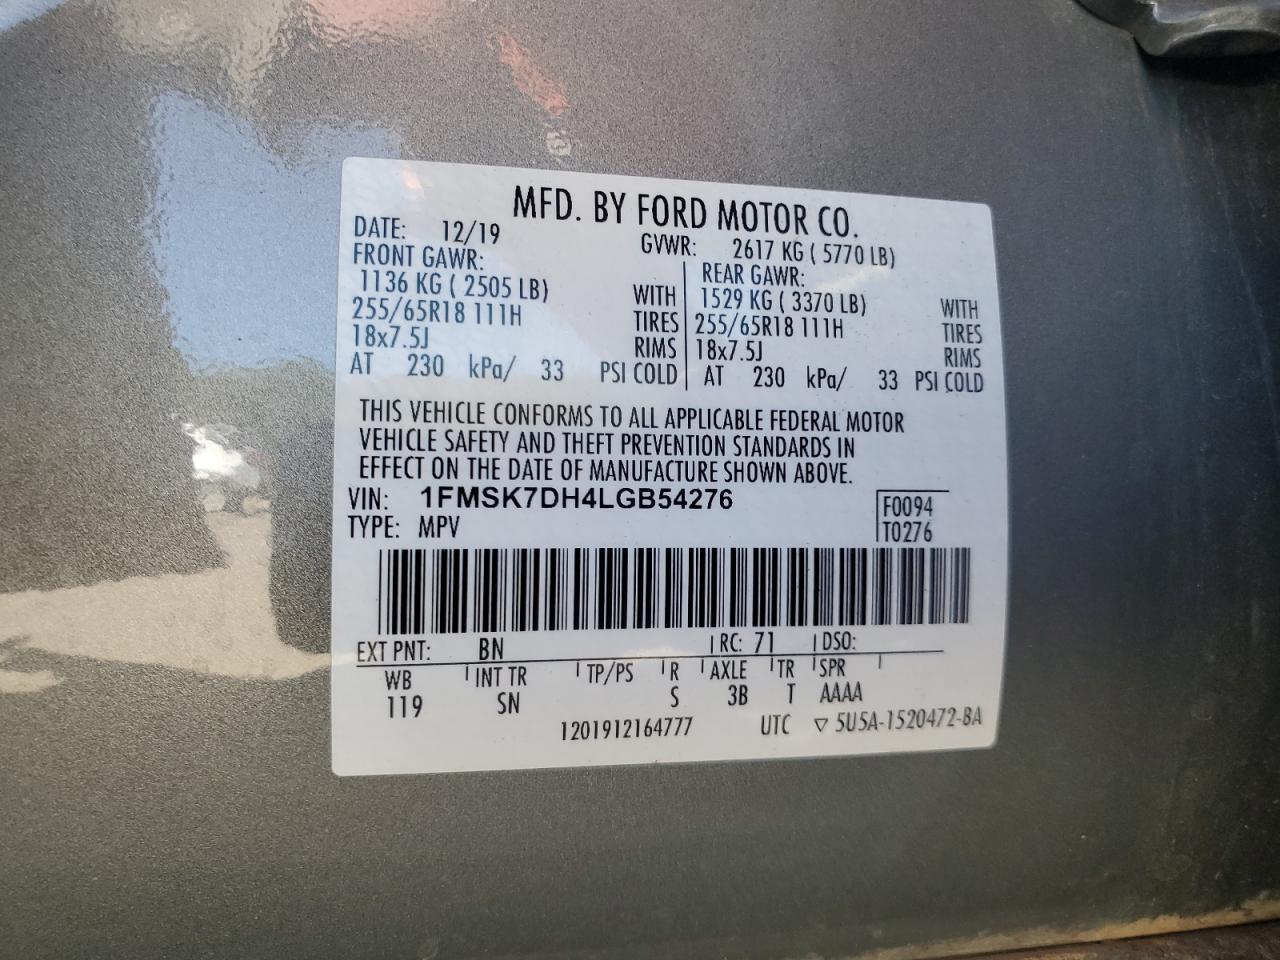 MFD. BY FORD MOTOR CO.
DATE: 12/19 GVWR: 2617 KG ( 5770 LB)
FRONT GAWR: REAR GAWR:
1136 KG ( 2505 LB) WITH 1529 KG ( 3370 LB) WITH
255/65R18 111H TIRES 255/65R18 111H TIRES
18x7.5J RIMS 18x7.5J RIMS
AT 230 kPa/ 33 PSI COLD AT 230 kPa/ 33 PSI COLD
THIS VEHICLE CONFORMS TO ALL APPLICABLE FEDERAL MOTOR
VEHICLE SAFETY AND THEFT PREVENTION STANDARDS IN
EFFECT ON THE DATE OF MANUFACTURE SHOWN ABOVE.
VIN: 1FMSK7DH4LGB54276 F0094
TYPE: MPV T0276
EXT PNT: BN RC: 71 DSO:
WB INT TR TP/PS R AXLE TR SPR
119 SN S 3B T AAAA
1201912164777 UTC ▽ 5U5A-1520472-BA